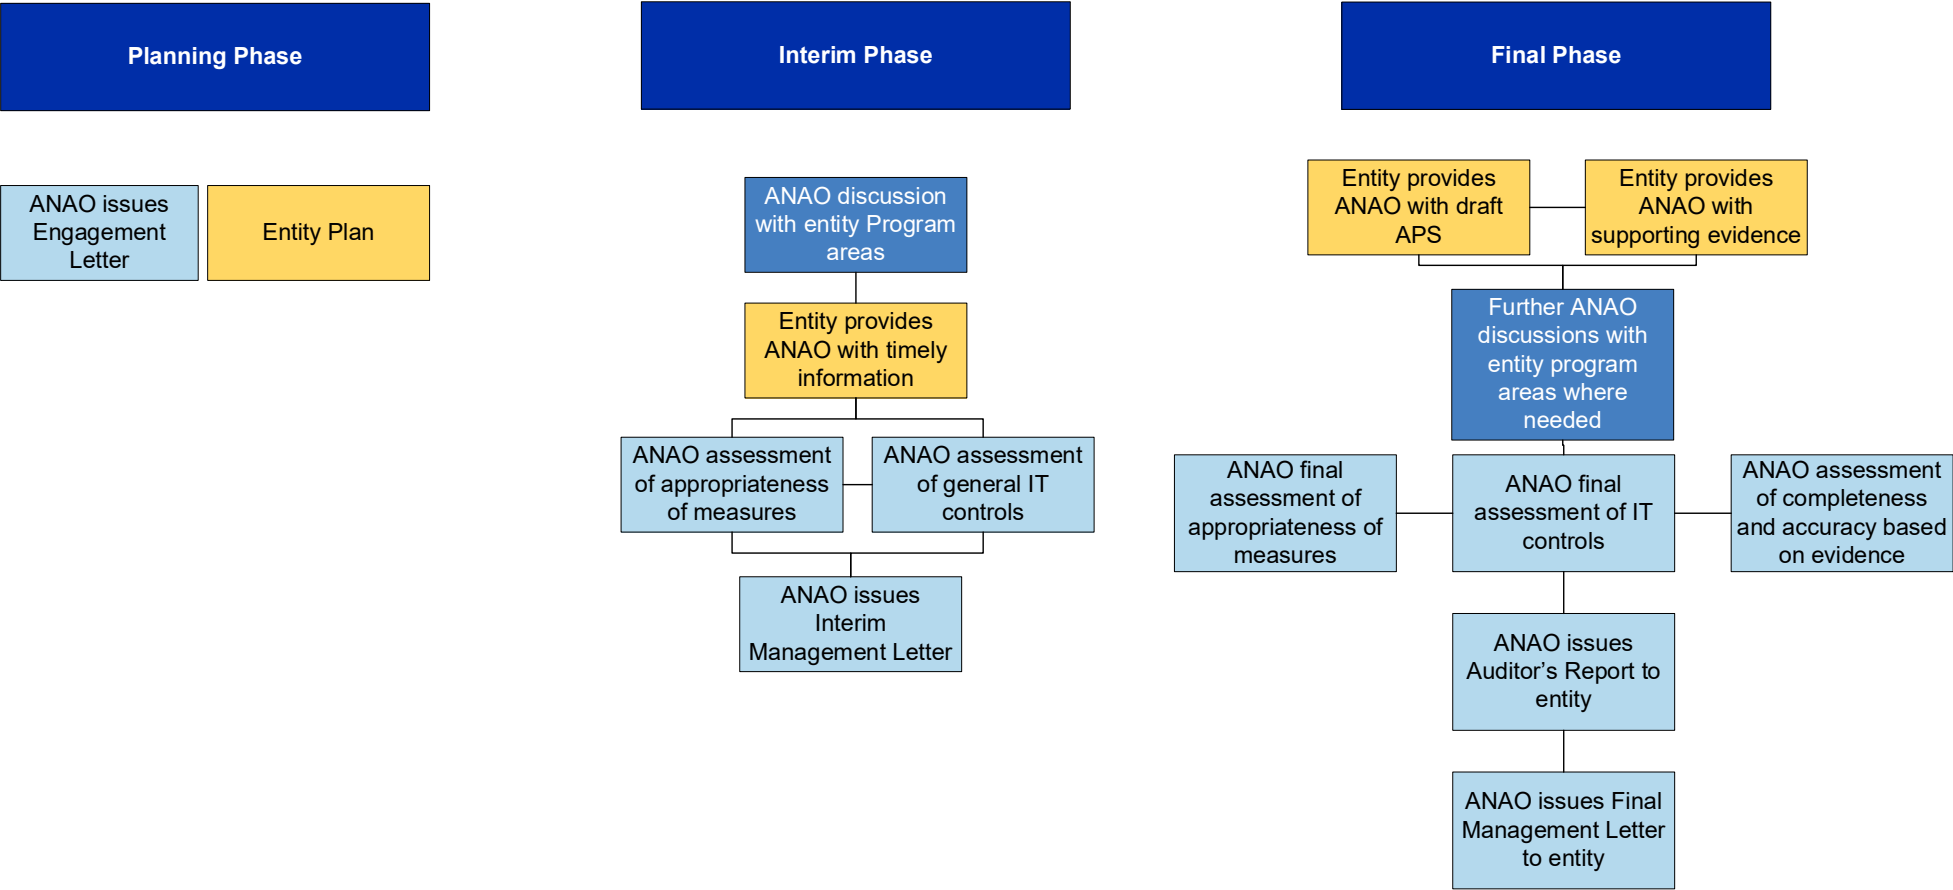 Planning Phase
Interim Phase
Final Phase
ANAO issues
Engagement
Letter
Entity Plan
ANAO discussion
with entity Program
areas
Entity provides
ANAO with timely
information
ANAO assessment
of appropriateness
of measures
ANAO assessment
of general IT
controls
ANAO issues
Interim
Management Letter
Entity provides
ANAO with draft
APS
Entity provides
ANAO with
supporting evidence
Further ANAO
discussions with
entity program
areas where
needed
ANAO final
assessment of
appropriateness of
measures
ANAO final
assessment of IT
controls
ANAO assessment
of completeness
and accuracy based
on evidence
ANAO issues
Auditor’s Report to
entity
ANAO issues Final
Management Letter
to entity